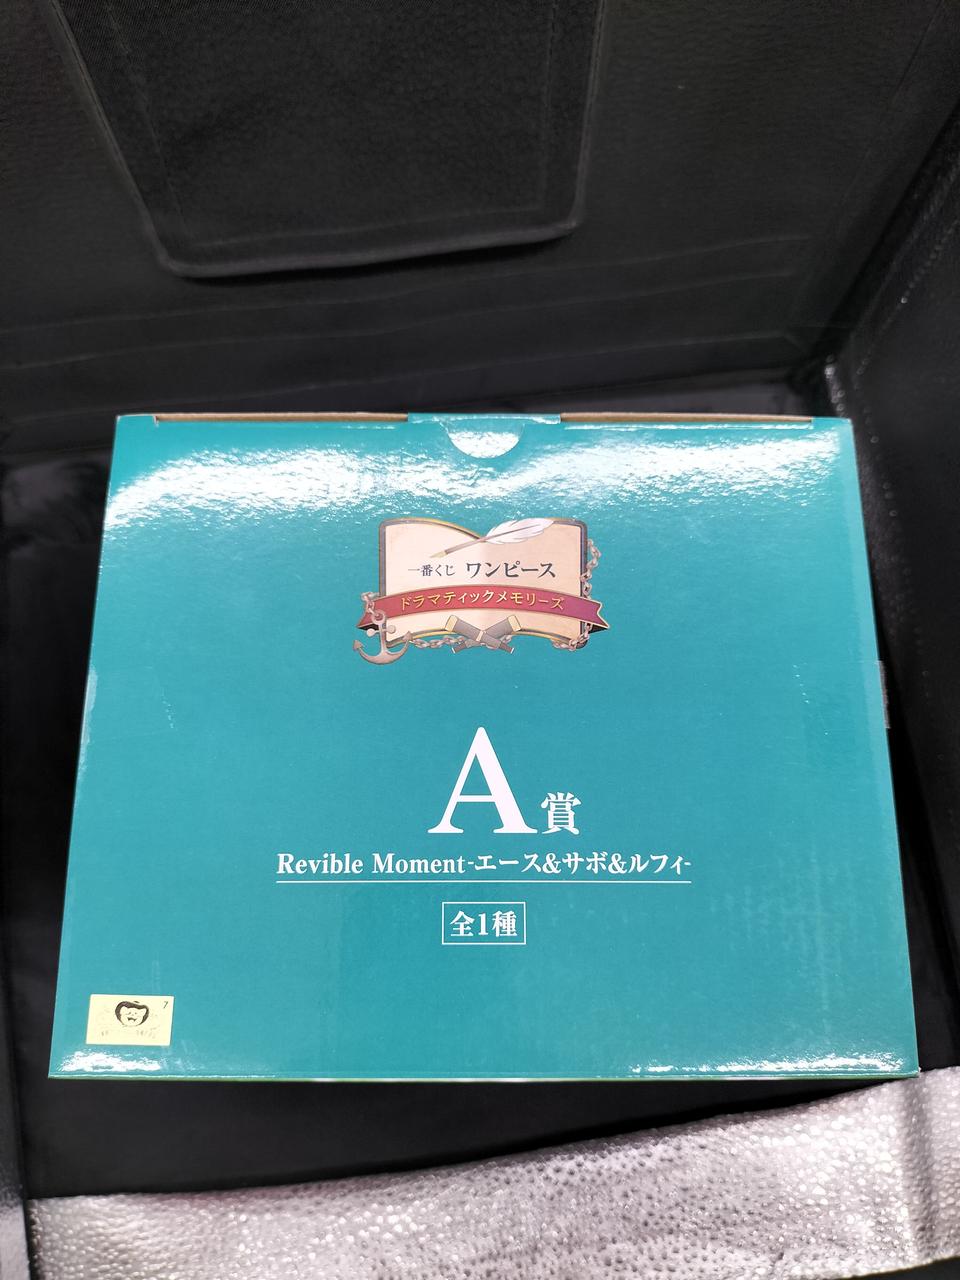 一番くじ ワンピース
ドラマティックメモリーズ
A賞
Revible Moment-エース&サボ&ルフィ-
全1種
7